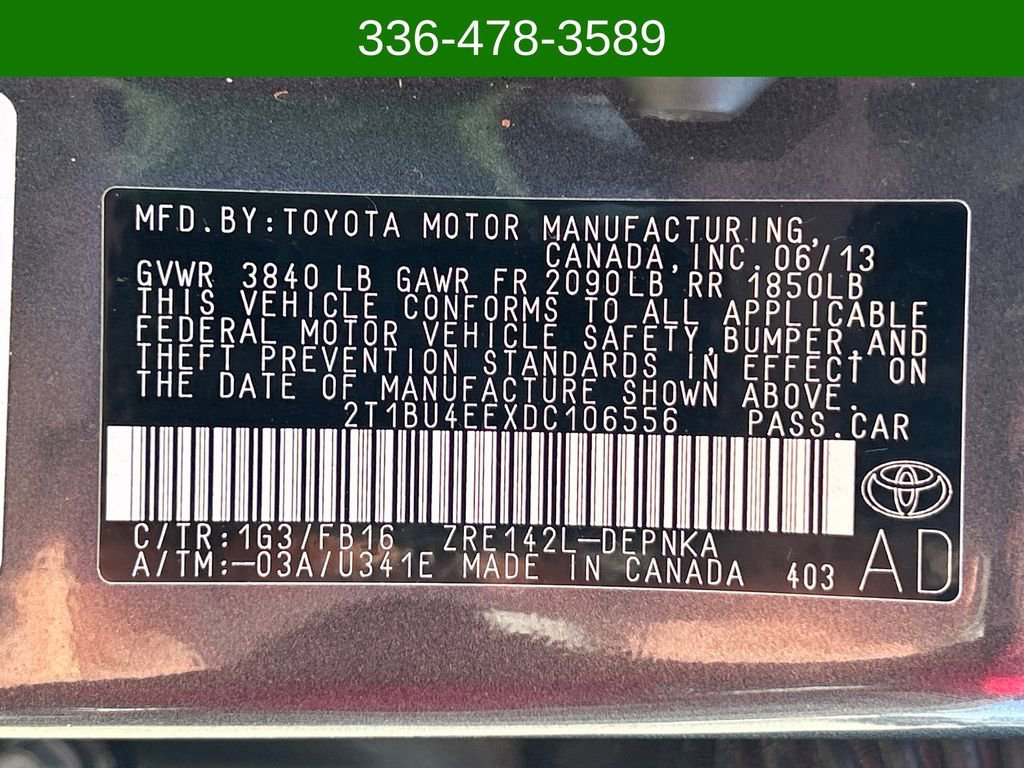 336-478-3589
MFD.BY:TOYOTA MOTOR MANUFACTURING,
CANADA,INC.06/13
GVWR 3840 LB GAWR FR 2090LB RR 1850LB
THIS VEHICLE CONFORMS TO ALL APPLICABLE
FEDERAL MOTOR VEHICLE SAFETY,BUMPER,AND
THEFT PREVENTION STANDARDS IN EFFECT ON
THE DATE OF MANUFACTURE SHOWN ABOVE.
2T1BU4EEXDC106556 PASS.CAR
C/TR:1G3/FB16 ZRE142L-DEPNKA
A/TM:-03A/U341E MADE IN CANADA 403 AD